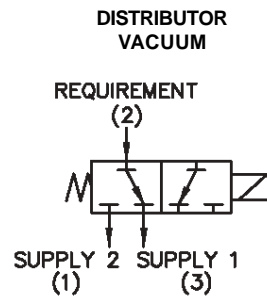 DISTRIBUTOR
VACUUM
REQUIREMENT
(2)
SUPPLY 2 SUPPLY 1
(1) (3)